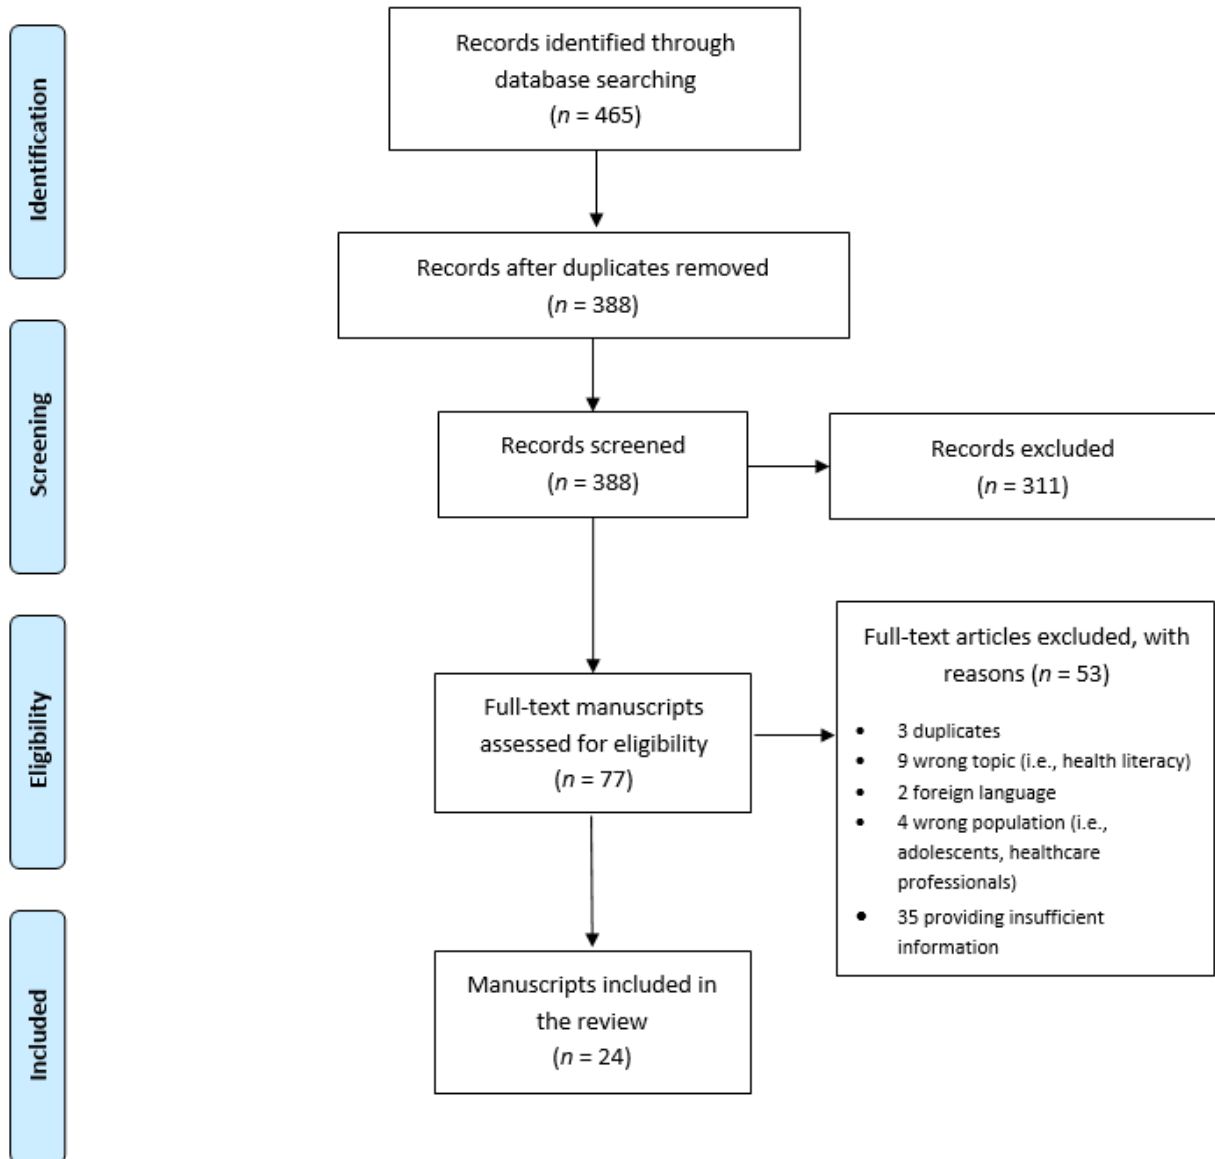 Identification
Records identified through
database searching
(n = 465)
Records after duplicates removed
(n = 388)
Screening
Records screened
(n = 388)
Records excluded
(n = 311)
Eligibility
Full-text manuscripts
assessed for eligibility
(n = 77)
Full-text articles excluded, with
reasons (n = 53)
• 3 duplicates
• 9 wrong topic (i.e., health literacy)
• 2 foreign language
• 4 wrong population (i.e.,
adolescents, healthcare
professionals)
• 35 providing insufficient
information
Included
Manuscripts included in
the review
(n = 24)